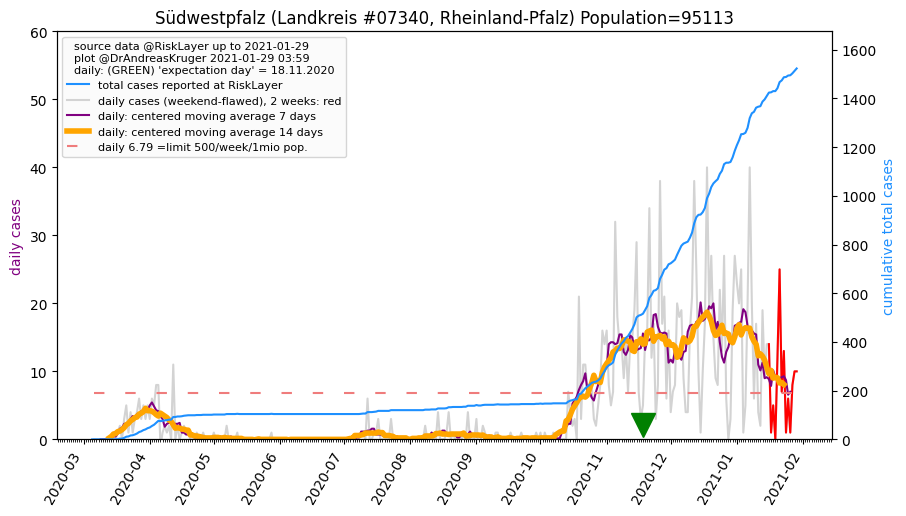 Südwestpfalz (Landkreis #07340, Rheinland-Pfalz) Population=95113
source data @RiskLayer up to 2021-01-29
plot @DrAndreasKruger 2021-01-29 03:59
daily: (GREEN) 'expectation day' = 18.11.2020
total cases reported at RiskLayer
daily cases (weekend-flawed), 2 weeks: red
daily: centered moving average 7 days
daily: centered moving average 14 days
daily 6.79 =limit 500/week/1mio pop.
daily cases
60
50
40
30
20
10
0
cumulative total cases
1600
1400
1200
1000
800
600
400
200
0
2020-03
2020-04
2020-05
2020-06
2020-07
2020-08
2020-09
2020-10
2020-11
2020-12
2021-01
2021-02